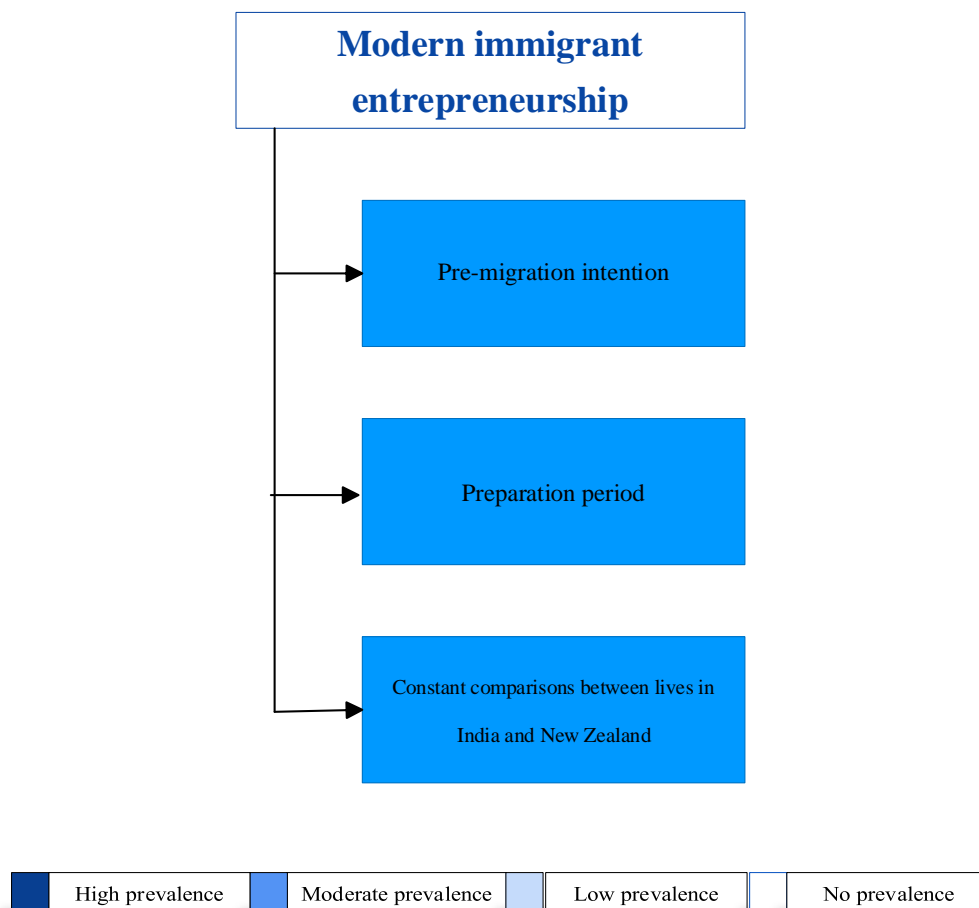 Modern immigrant
entrepreneurship
Pre-migration intention
Preparation period
Constant comparisons between lives in
India and New Zealand
High prevalence
Moderate prevalence
Low prevalence
No prevalence